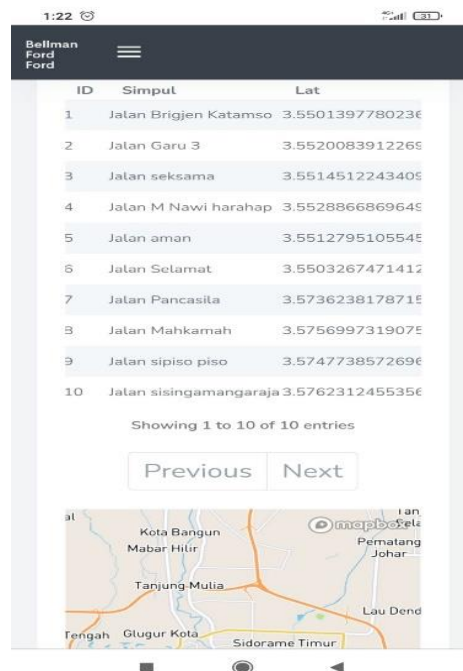 1:22
31
Bellman
Ford
Ford
ID Simpul Lat
1 Jalan Brigjen Katamso 3.5501397780236
2 Jalan Garu 3 3.5520083912269
3 Jalan seksama 3.5514512243409
4 Jalan M Nawi harahap 3.5528866869649
5 Jalan aman 3.5512795105545
6 Jalan Selamat 3.5503267471412
7 Jalan Pancasila 3.5736238178715
8 Jalan Mahkamah 3.5756997319075
9 Jalan sipiso piso 3.5747738572696
10 Jalan sisingamangaraja 3.5762312455356
Showing 1 to 10 of 10 entries
Previous Next
mapbox
Kota Bangun
Mabar Hilir
Pematang
Johar
Tanjung Mulia
Lau Dend
Tengah Glugur Kota
Sidorame Timur